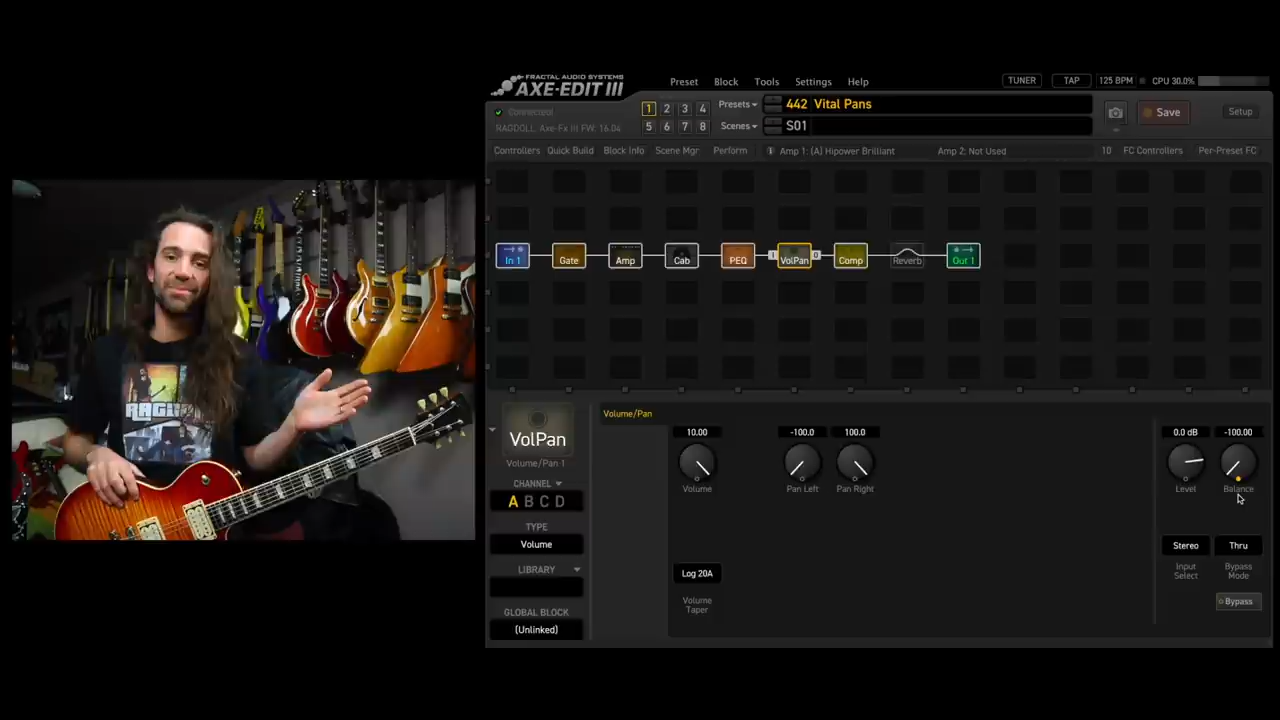 FRACTAL AUDIO SYSTEMS
AXE-EDIT III
Preset Block Tools Settings Help
TUNER TAP 125 BPM CPU 30.0%
Connected
RAGDOLL: Axe-Fx III FW: 16.04
1 2 3 4
5 6 7 8
Presets 442 Vital Pans
Scenes S01
Save
Setup
Controllers Quick Build Block Info Scene Mgr Perform
Amp 1: (A) Hipower Brilliant Amp 2: Not Used
FC Controllers Per-Preset FC
In 1 Gate Amp Cab PEQ I VolPan O Comp Reverb Out 1
VolPan
Volume/Pan 1
CHANNEL
A B C D
TYPE
Volume
LIBRARY
GLOBAL BLOCK
(Unlinked)
Volume/Pan
10.00 -100.0 100.0 0.0 dB -100.00
Volume Pan Left Pan Right Level Balance
Log 20A
Volume
Taper
Stereo Thru
Input
Select
Bypass
Mode
Bypass